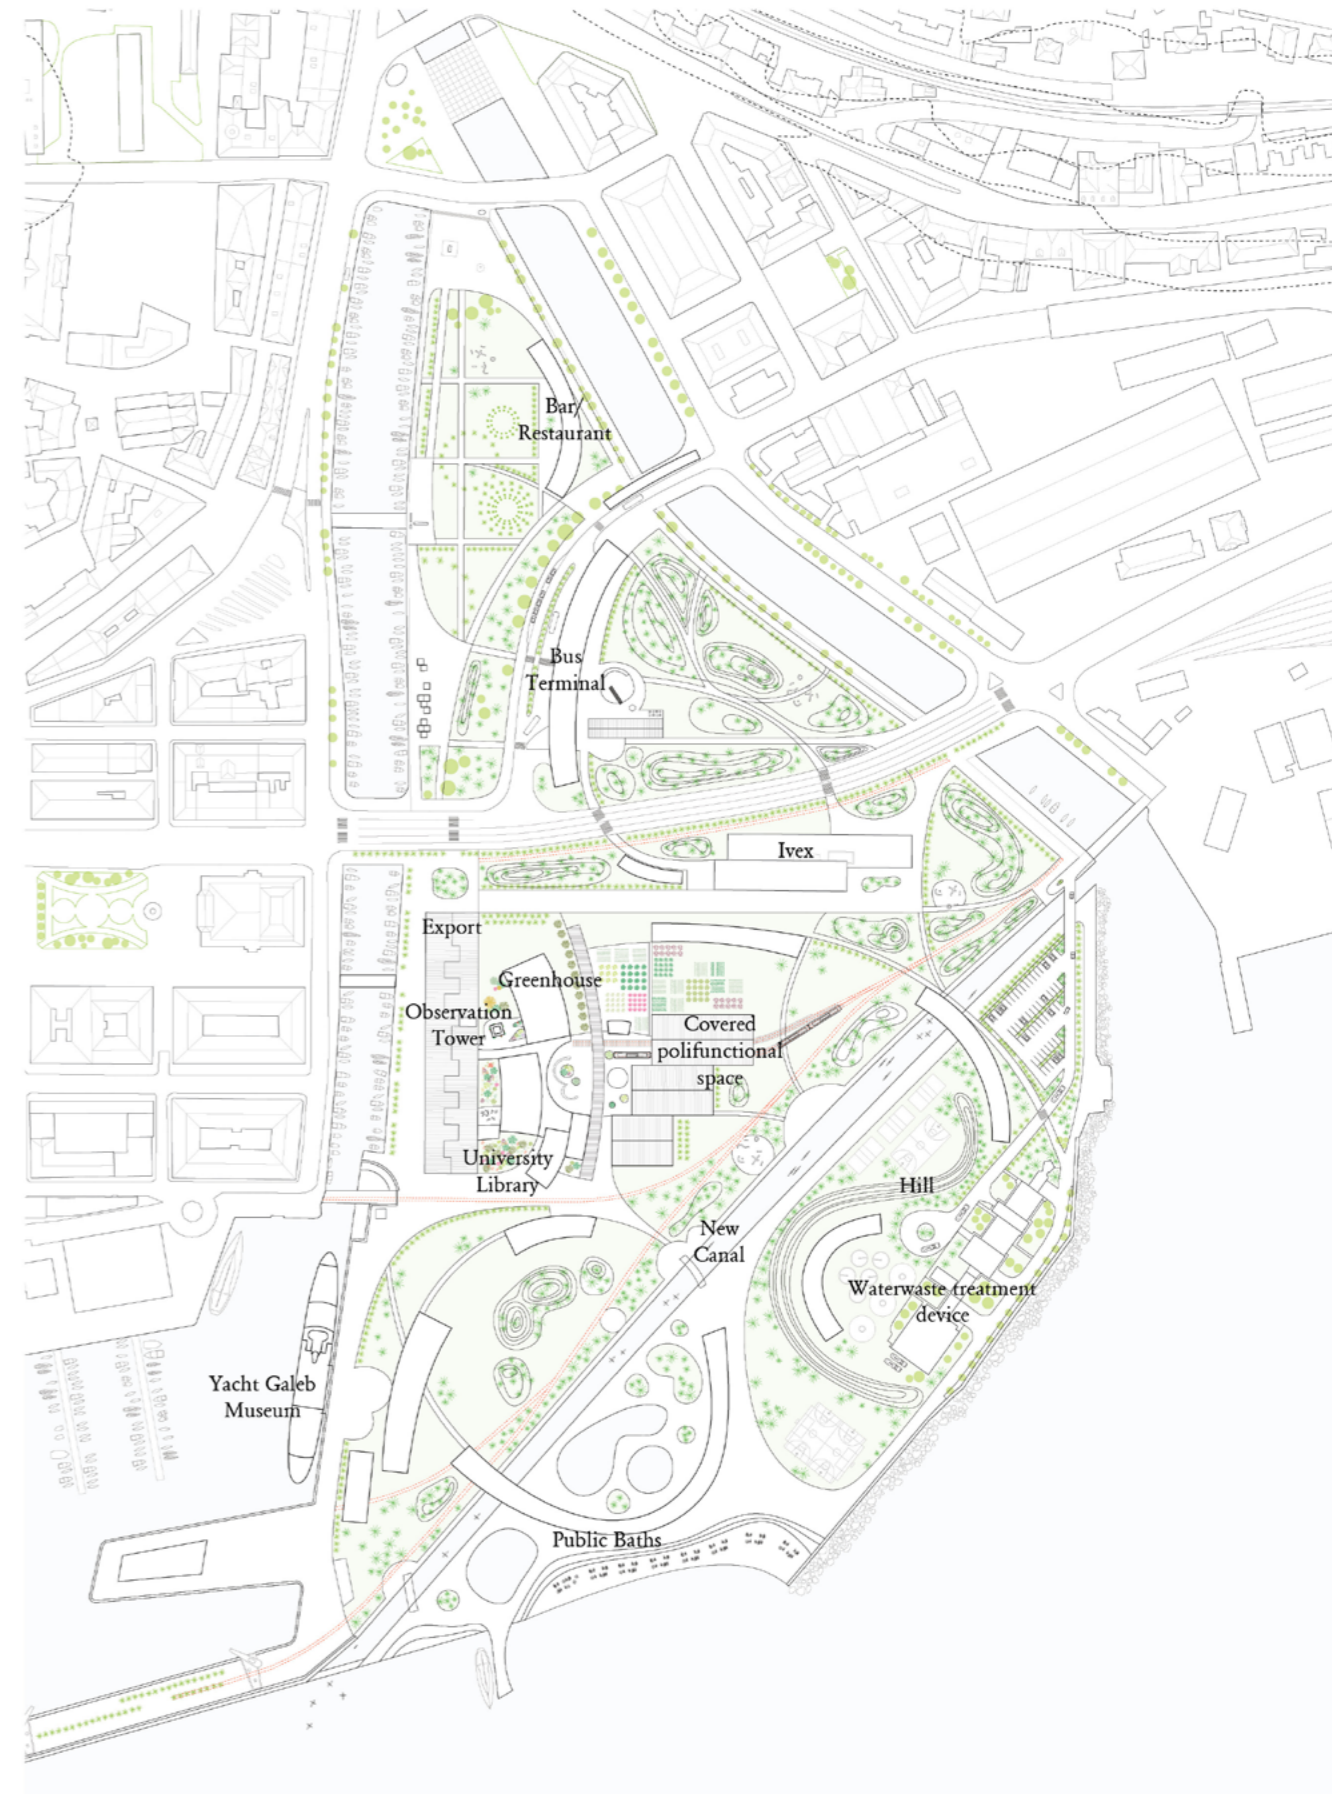 Bar/
Restaurant
Bus
Terminal
Ivex
Export
Greenhouse
Observation
Tower
Covered
polifunctional
space
University
Library
Hill
New
Canal
Waterwaste treatment
device
Yacht Galeb
Museum
Public Baths